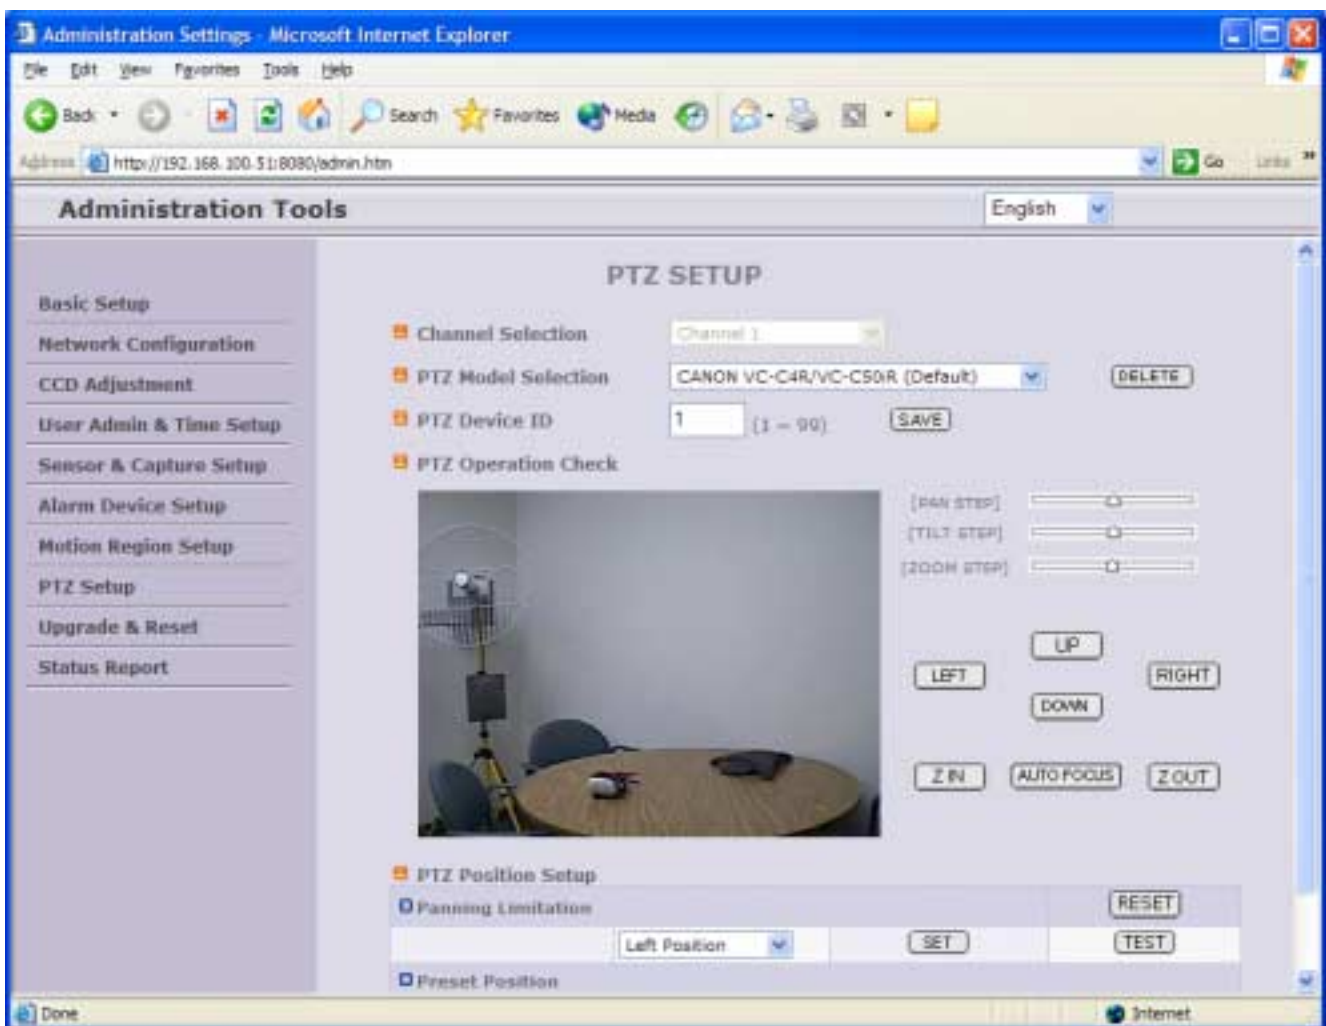 Administration Settings - Microsoft Internet Explorer
File Edit View Favorites Tools Help
Back Search Favorites Media
Address http://192.168.100.51:8080/admin.htm Go Links »
Administration Tools English
PTZ SETUP
Basic Setup
Network Configuration
CCD Adjustment
User Admin & Time Setup
Sensor & Capture Setup
Alarm Device Setup
Motion Region Setup
PTZ Setup
Upgrade & Reset
Status Report
Channel Selection Channel 1
PTZ Model Selection CANON VC-C4R/VC-C50iR (Default) DELETE
PTZ Device ID 1 (1 ~ 99) SAVE
PTZ Operation Check
[PAN STEP]
[TILT STEP]
[ZOOM STEP]
UP
LEFT RIGHT
DOWN
Z IN AUTO FOCUS Z OUT
PTZ Position Setup
Panning Limitation RESET
Left Position SET TEST
Preset Position
Done Internet